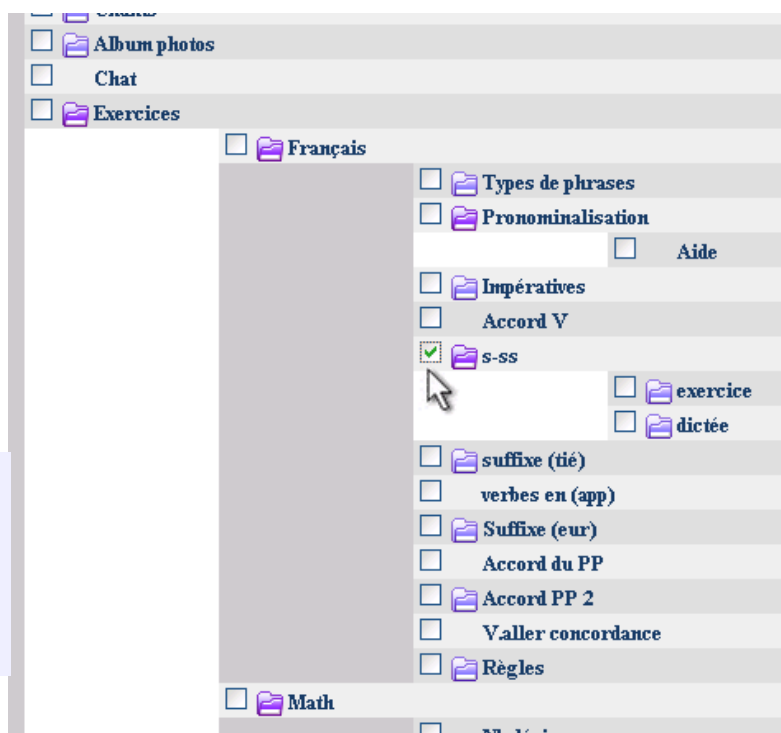 Album photos
Chat
Exercices
Français
Types de phrases
Pronominalisation
Aide
Impératives
Accord V
s-ss
exercice
dictée
suffixe (tié)
verbes en (app)
Suffixe (eur)
Accord du PP
Accord PP 2
V.aller concordance
Règles
Math